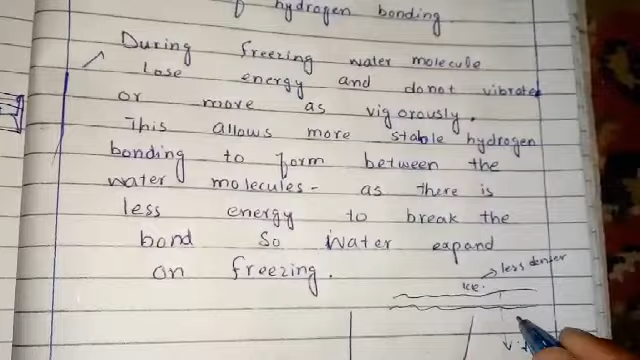 of hydrogen bonding
During freezing water molecule
Lose energy and donot vibrate
or move as vigorously.
This allows more stable hydrogen
bonding to form between the
water molecules - as there is
less energy to break the
bond so water expand
on freezing.
less denser
ice.